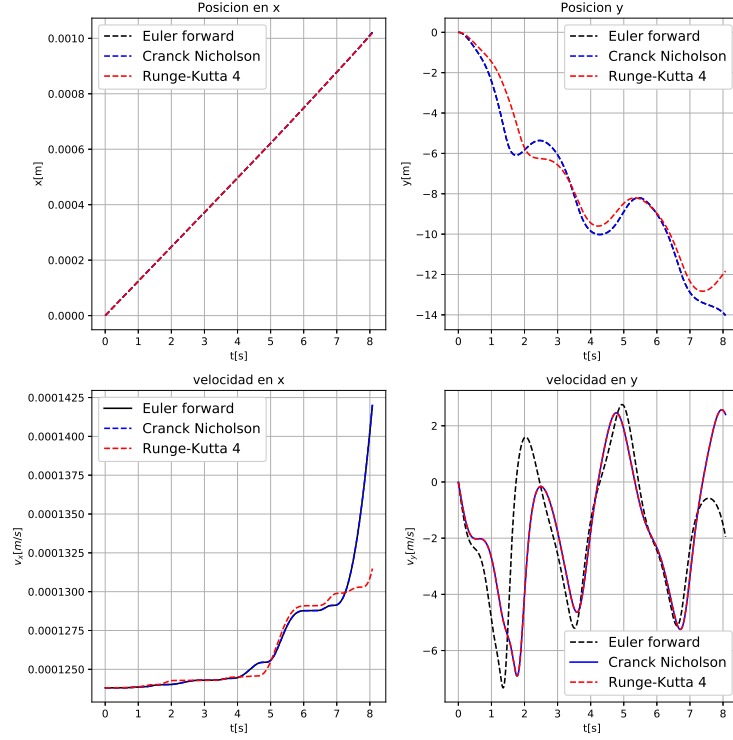 Posicion en x
Euler forward
Cranck Nicholson
Runge-Kutta 4
0.0010
0.0008
0.0006
0.0004
0.0002
0.0000
x[m]
0 1 2 3 4 5 6 7 8
t[s]
Posicion y
Euler forward
Cranck Nicholson
Runge-Kutta 4
0
−2
−4
−6
−8
−10
−12
−14
y[m]
0 1 2 3 4 5 6 7 8
t[s]
velocidad en x
Euler forward
Cranck Nicholson
Runge-Kutta 4
0.0001425
0.0001400
0.0001375
0.0001350
0.0001325
0.0001300
0.0001275
0.0001250
vx[m/s]
0 1 2 3 4 5 6 7 8
t[s]
velocidad en y
2
0
−2
−4
−6
vy[m/s]
Euler forward
Cranck Nicholson
Runge-Kutta 4
0 1 2 3 4 5 6 7 8
t[s]